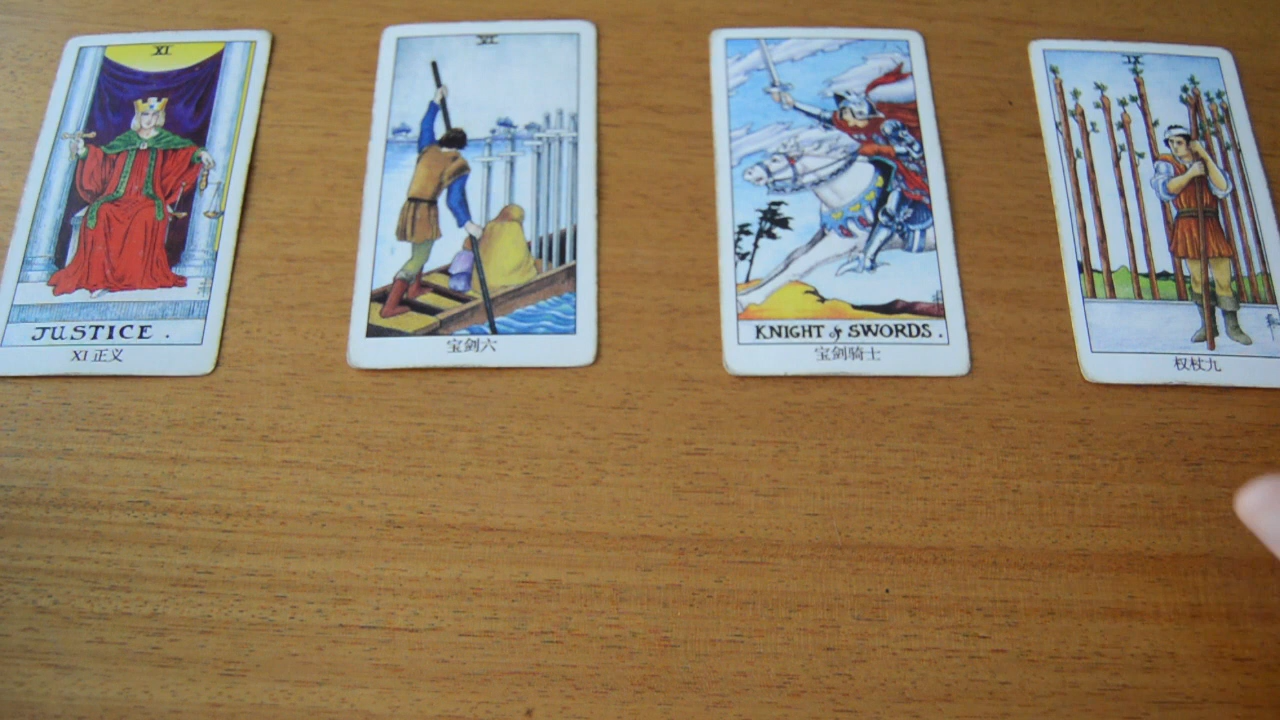 XI
JUSTICE .
XI 正义
VI
宝剑六
KNIGHT of SWORDS .
宝剑骑士
IX
权杖九